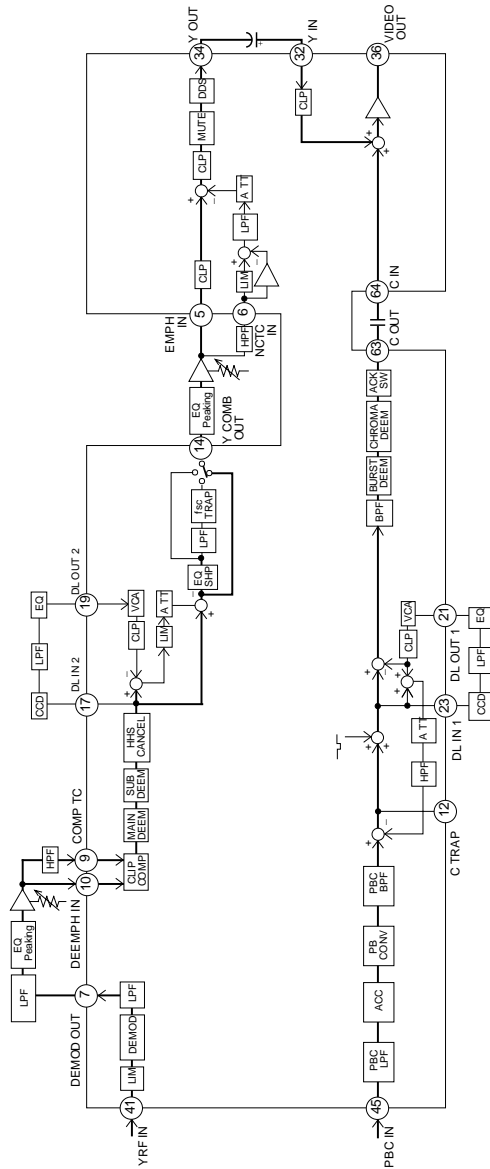 YRF IN
41
LIM
DEMOD
LPF
7
DEMOD OUT
LPF
EQ
Peaking
HPF
10
9
DEEMPH IN
COMP TC
CLIP
COMP
MAIN
DEEM
SUB
DEEM
HHS
CANCEL
17
DL IN 2
CCD
LPF
EQ
19
DL OUT 2
VCA
CLP
+
−
LIM
A TT
−
+
EQ
SHP
LPF
fsc
TRAP
14
Y COMB
OUT
EQ
Peaking
HPF
5
EMPH
IN
6
NCTC IN
CLP
LIM
+
−
LPF
A TT
+
−
CLP
MUTE
DDS
34
Y OUT
+
32
Y IN
CLP
+
+
36
VIDEO
OUT
PBC IN
45
PBC
LPF
ACC
PB
CONV
PBC
BPF
+
−
12
C TRAP
HPF
A TT
+
+
+
+
23
DL IN 1
CCD
LPF
EQ
21
DL OUT 1
VCA
CLP
+
−
BPF
BURST
DEEM
CHROMA
DEEM
ACK
SW
63
C OUT
64
C IN